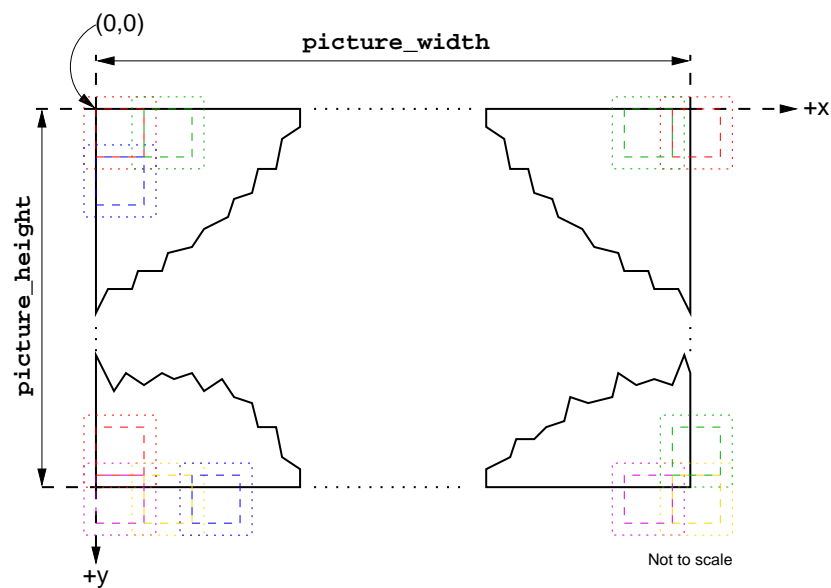 (0,0)
picture_width
+x
picture_height
Not to scale
+y